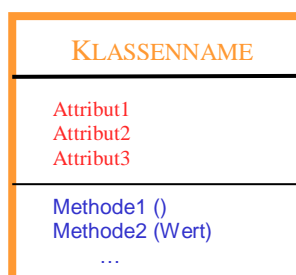 KLASSENNAME
Attribut1
Attribut2
Attribut3
Methode1 ()
Methode2 (Wert)
...